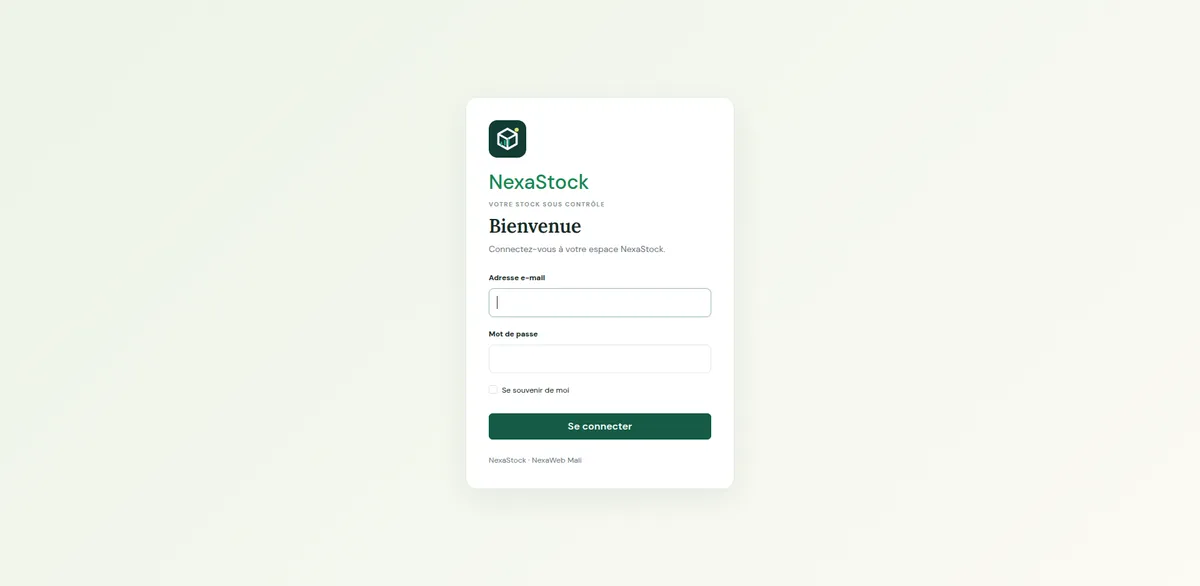 NexaStock
VOTRE STOCK SOUS CONTRÔLE
Bienvenue
Connectez-vous à votre espace NexaStock.
Adresse e-mail
Mot de passe
Se souvenir de moi
Se connecter
NexaStock · NexaWeb Mali